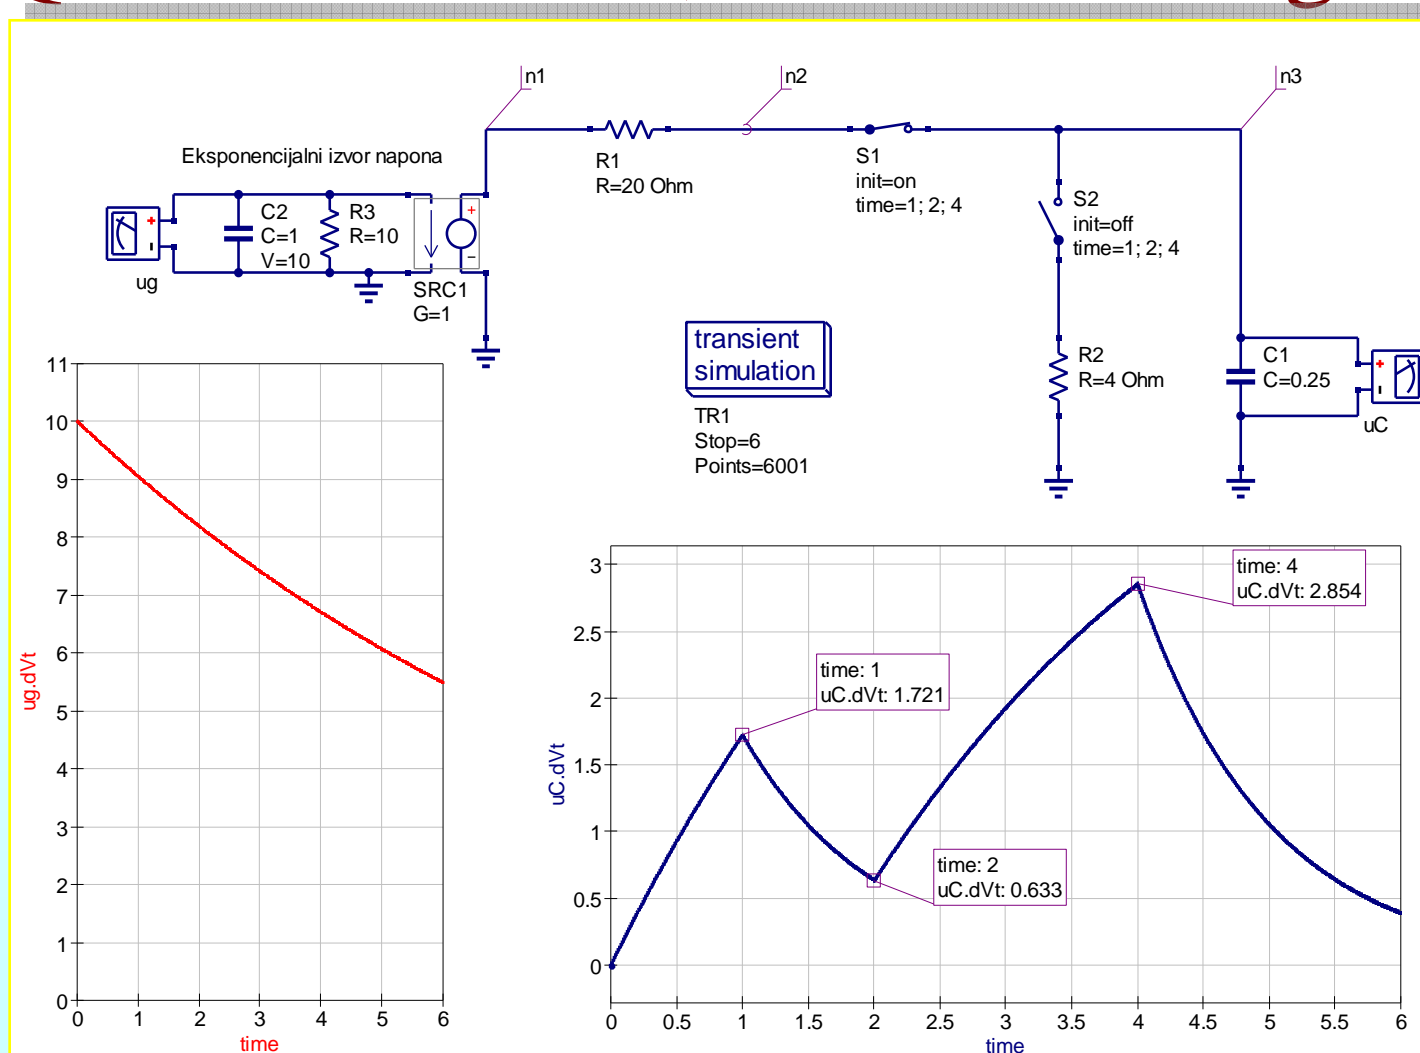 n1
n2
n3
Eksponencijalni izvor napona
R1
R=20 Ohm
S1
init=on
time=1; 2; 4
S2
init=off
time=1; 2; 4
C2
C=1
V=10
R3
R=10
ug
SRC1
G=1
transient
simulation
TR1
Stop=6
Points=6001
R2
R=4 Ohm
C1
C=0.25
uC
11
10
9
8
7
6
5
4
3
2
1
0
ug.dVt
0 1 2 3 4 5 6
time
3
2.5
2
1.5
1
0.5
0
uC.dVt
time: 1
uC.dVt: 1.721
time: 2
uC.dVt: 0.633
time: 4
uC.dVt: 2.854
0 0.5 1 1.5 2 2.5 3 3.5 4 4.5 5 5.5 6
time